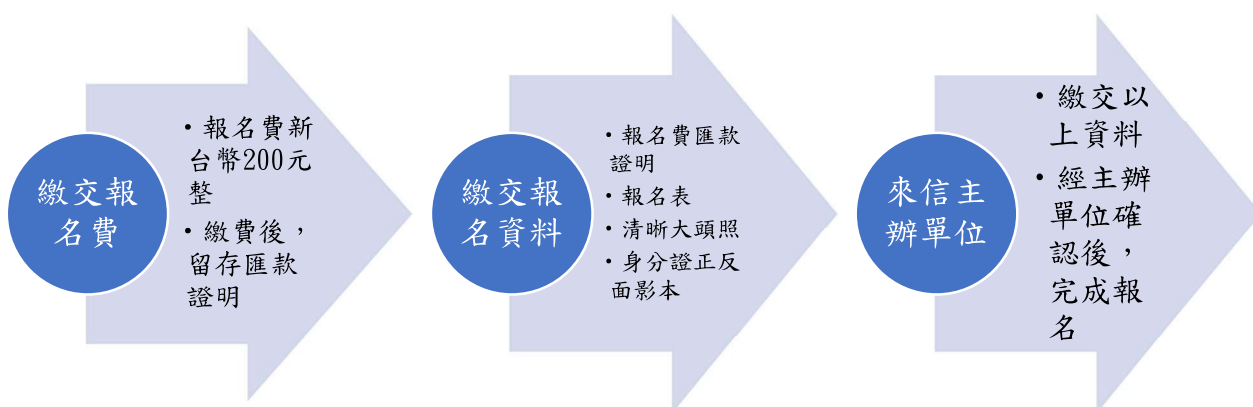 繳交報
名費
・報名費新
台幣200元
整
・繳費後，
留存匯款
證明
繳交報
名資料
・報名費匯款
證明
・報名表
・清晰大頭照
・身分證正反
面影本
來信主
辦單位
・繳交以
上資料
・經主辦
單位確
認後，
完成報
名